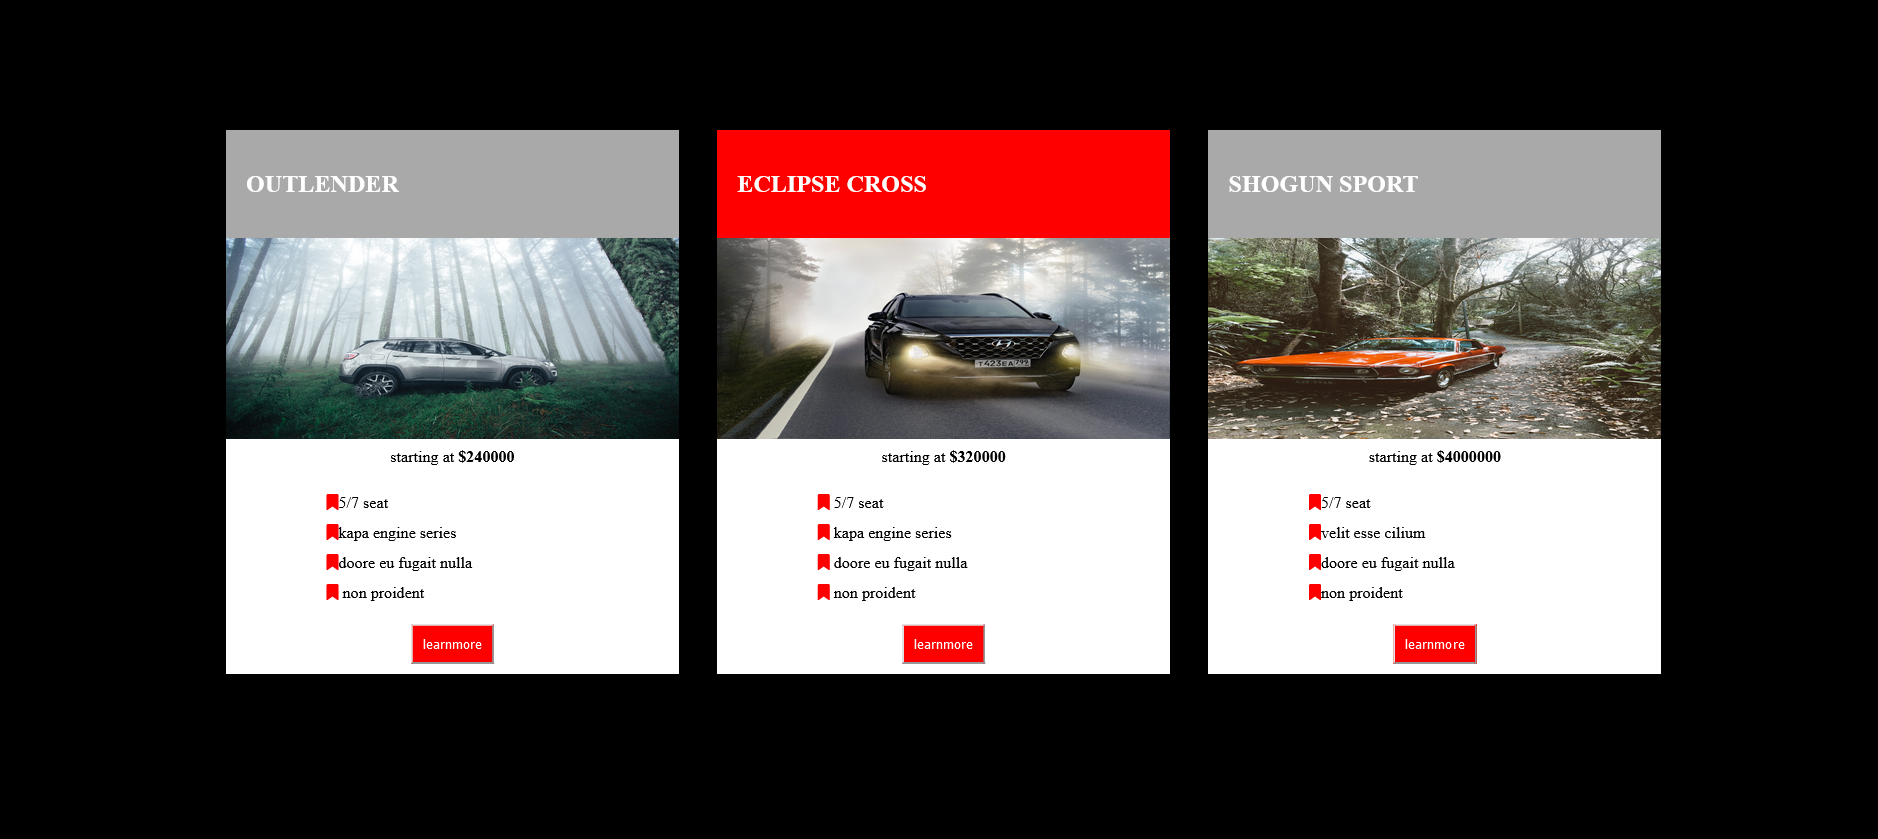 OUTLENDER
starting at $240000
5/7 seat
kapa engine series
doore eu fugait nulla
non proident
learnmore
ECLIPSE CROSS
T423EA 799
starting at $320000
5/7 seat
kapa engine series
doore eu fugait nulla
non proident
learnmore
SHOGUN SPORT
starting at $4000000
5/7 seat
velit esse cilium
doore eu fugait nulla
non proident
learnmore